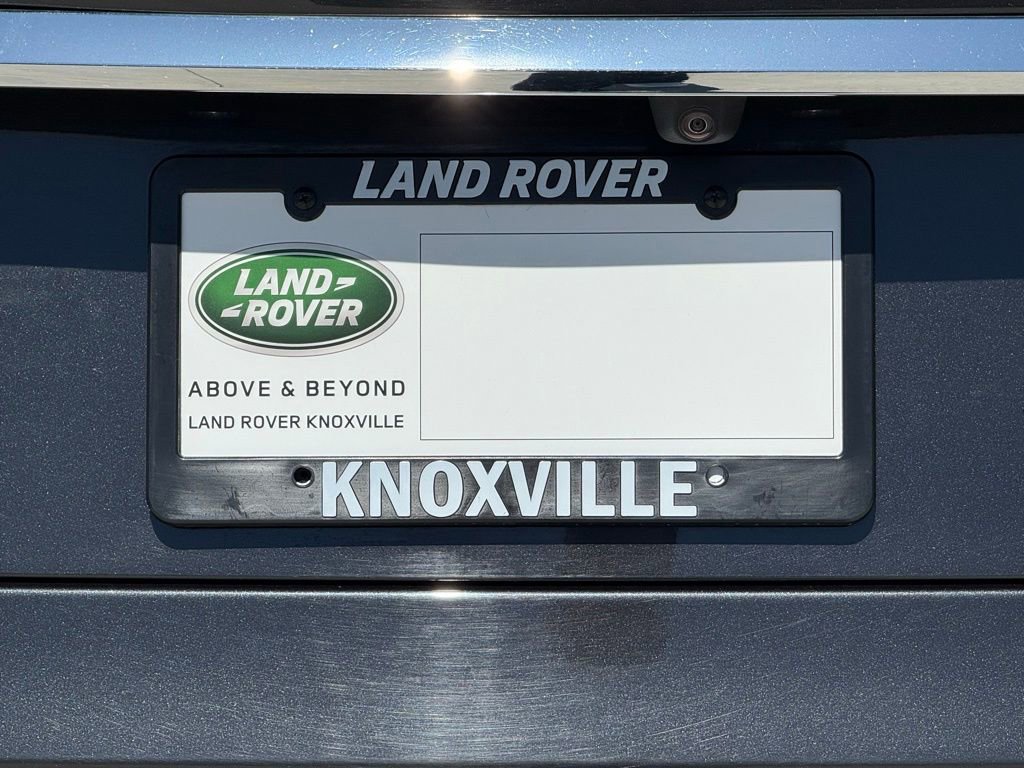 LAND ROVER
LAND
ROVER
ABOVE & BEYOND
LAND ROVER KNOXVILLE
KNOXVILLE